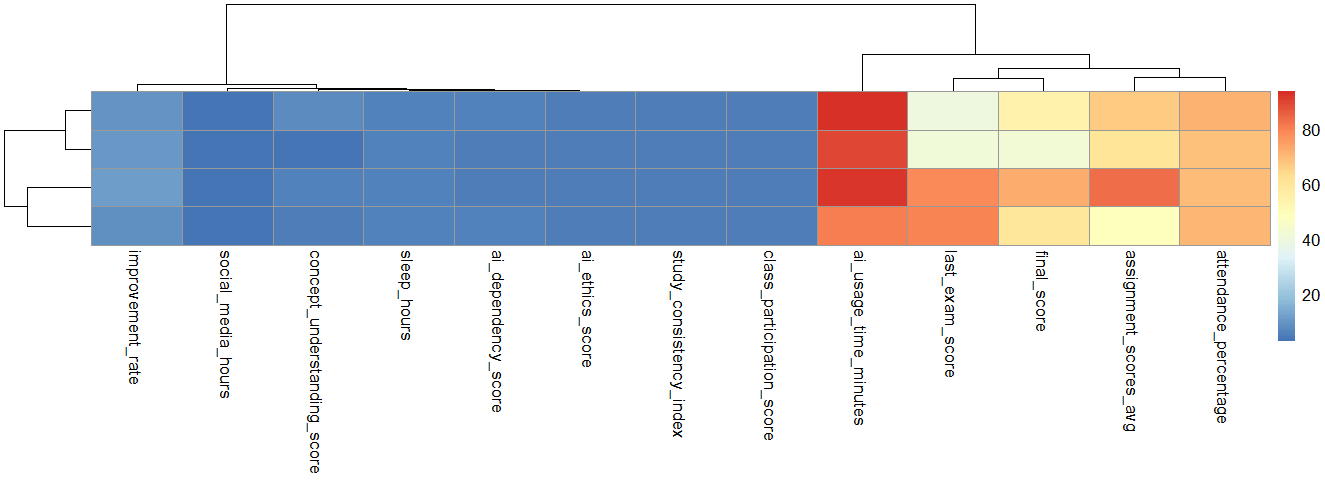 80
60
40
20
improvement_rate
social_media_hours
concept_understanding_score
sleep_hours
ai_dependency_score
ai_ethics_score
study_consistency_index
class_participation_score
ai_usage_time_minutes
last_exam_score
final_score
assignment_scores_avg
attendance_percentage